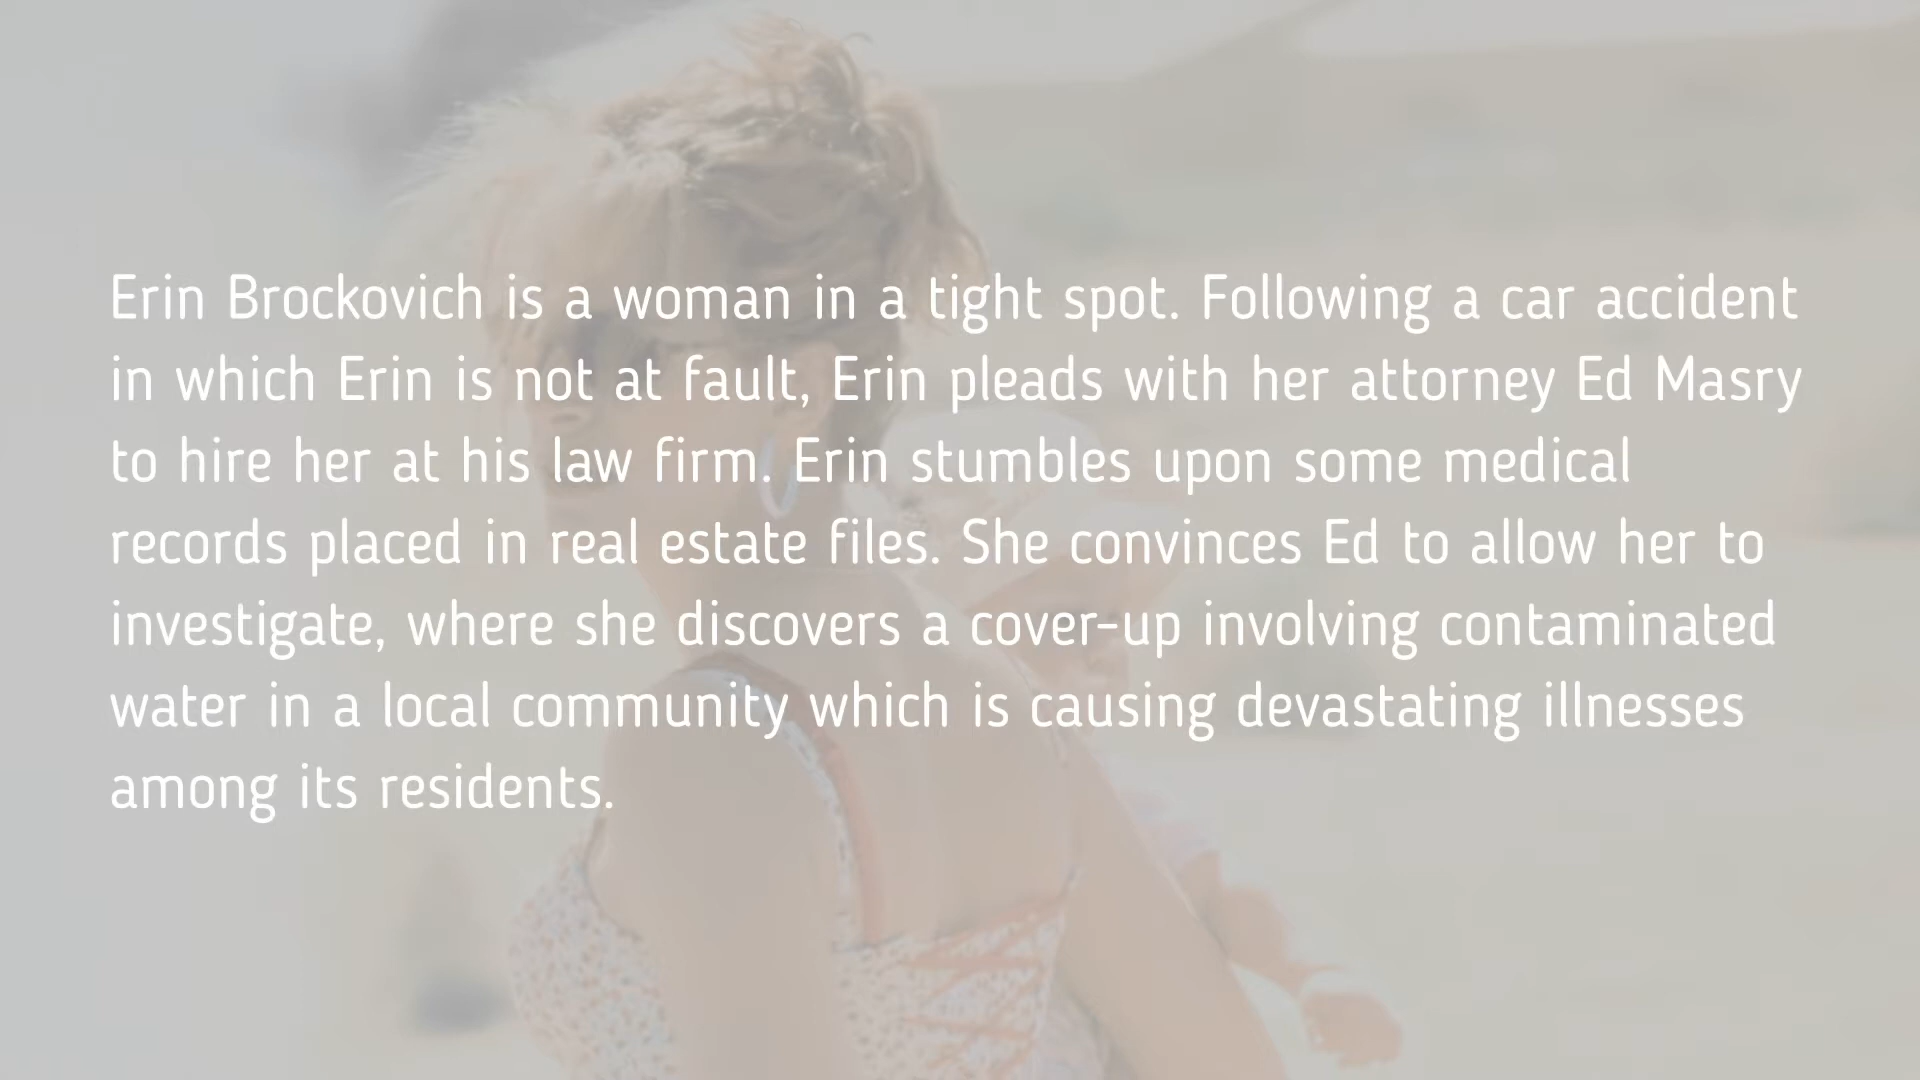 Erin Brockovich is a woman in a tight spot. Following a car accident
in which Erin is not at fault, Erin pleads with her attorney Ed Masry
to hire her at his law firm. Erin stumbles upon some medical
records placed in real estate files. She convinces Ed to allow her to
investigate, where she discovers a cover-up involving contaminated
water in a local community which is causing devastating illnesses
among its residents.